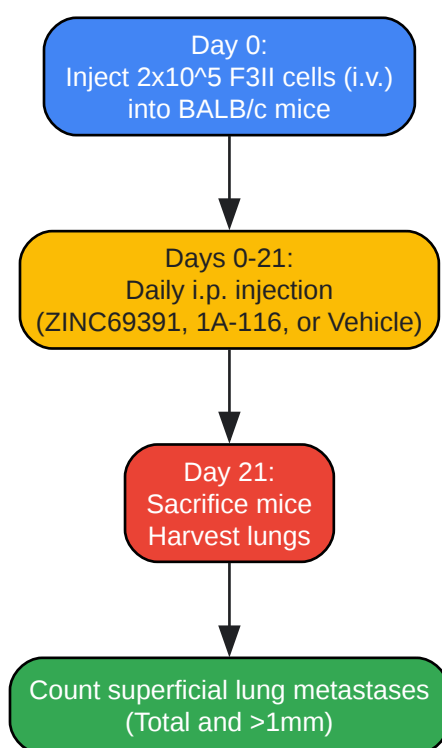 Day 0:
Inject 2x10^5 F3II cells (i.v.)
into BALB/c mice
Days 0-21:
Daily i.p. injection
(ZINC69391, 1A-116, or Vehicle)
Day 21:
Sacrifice mice
Harvest lungs
Count superficial lung metastases
(Total and >1mm)